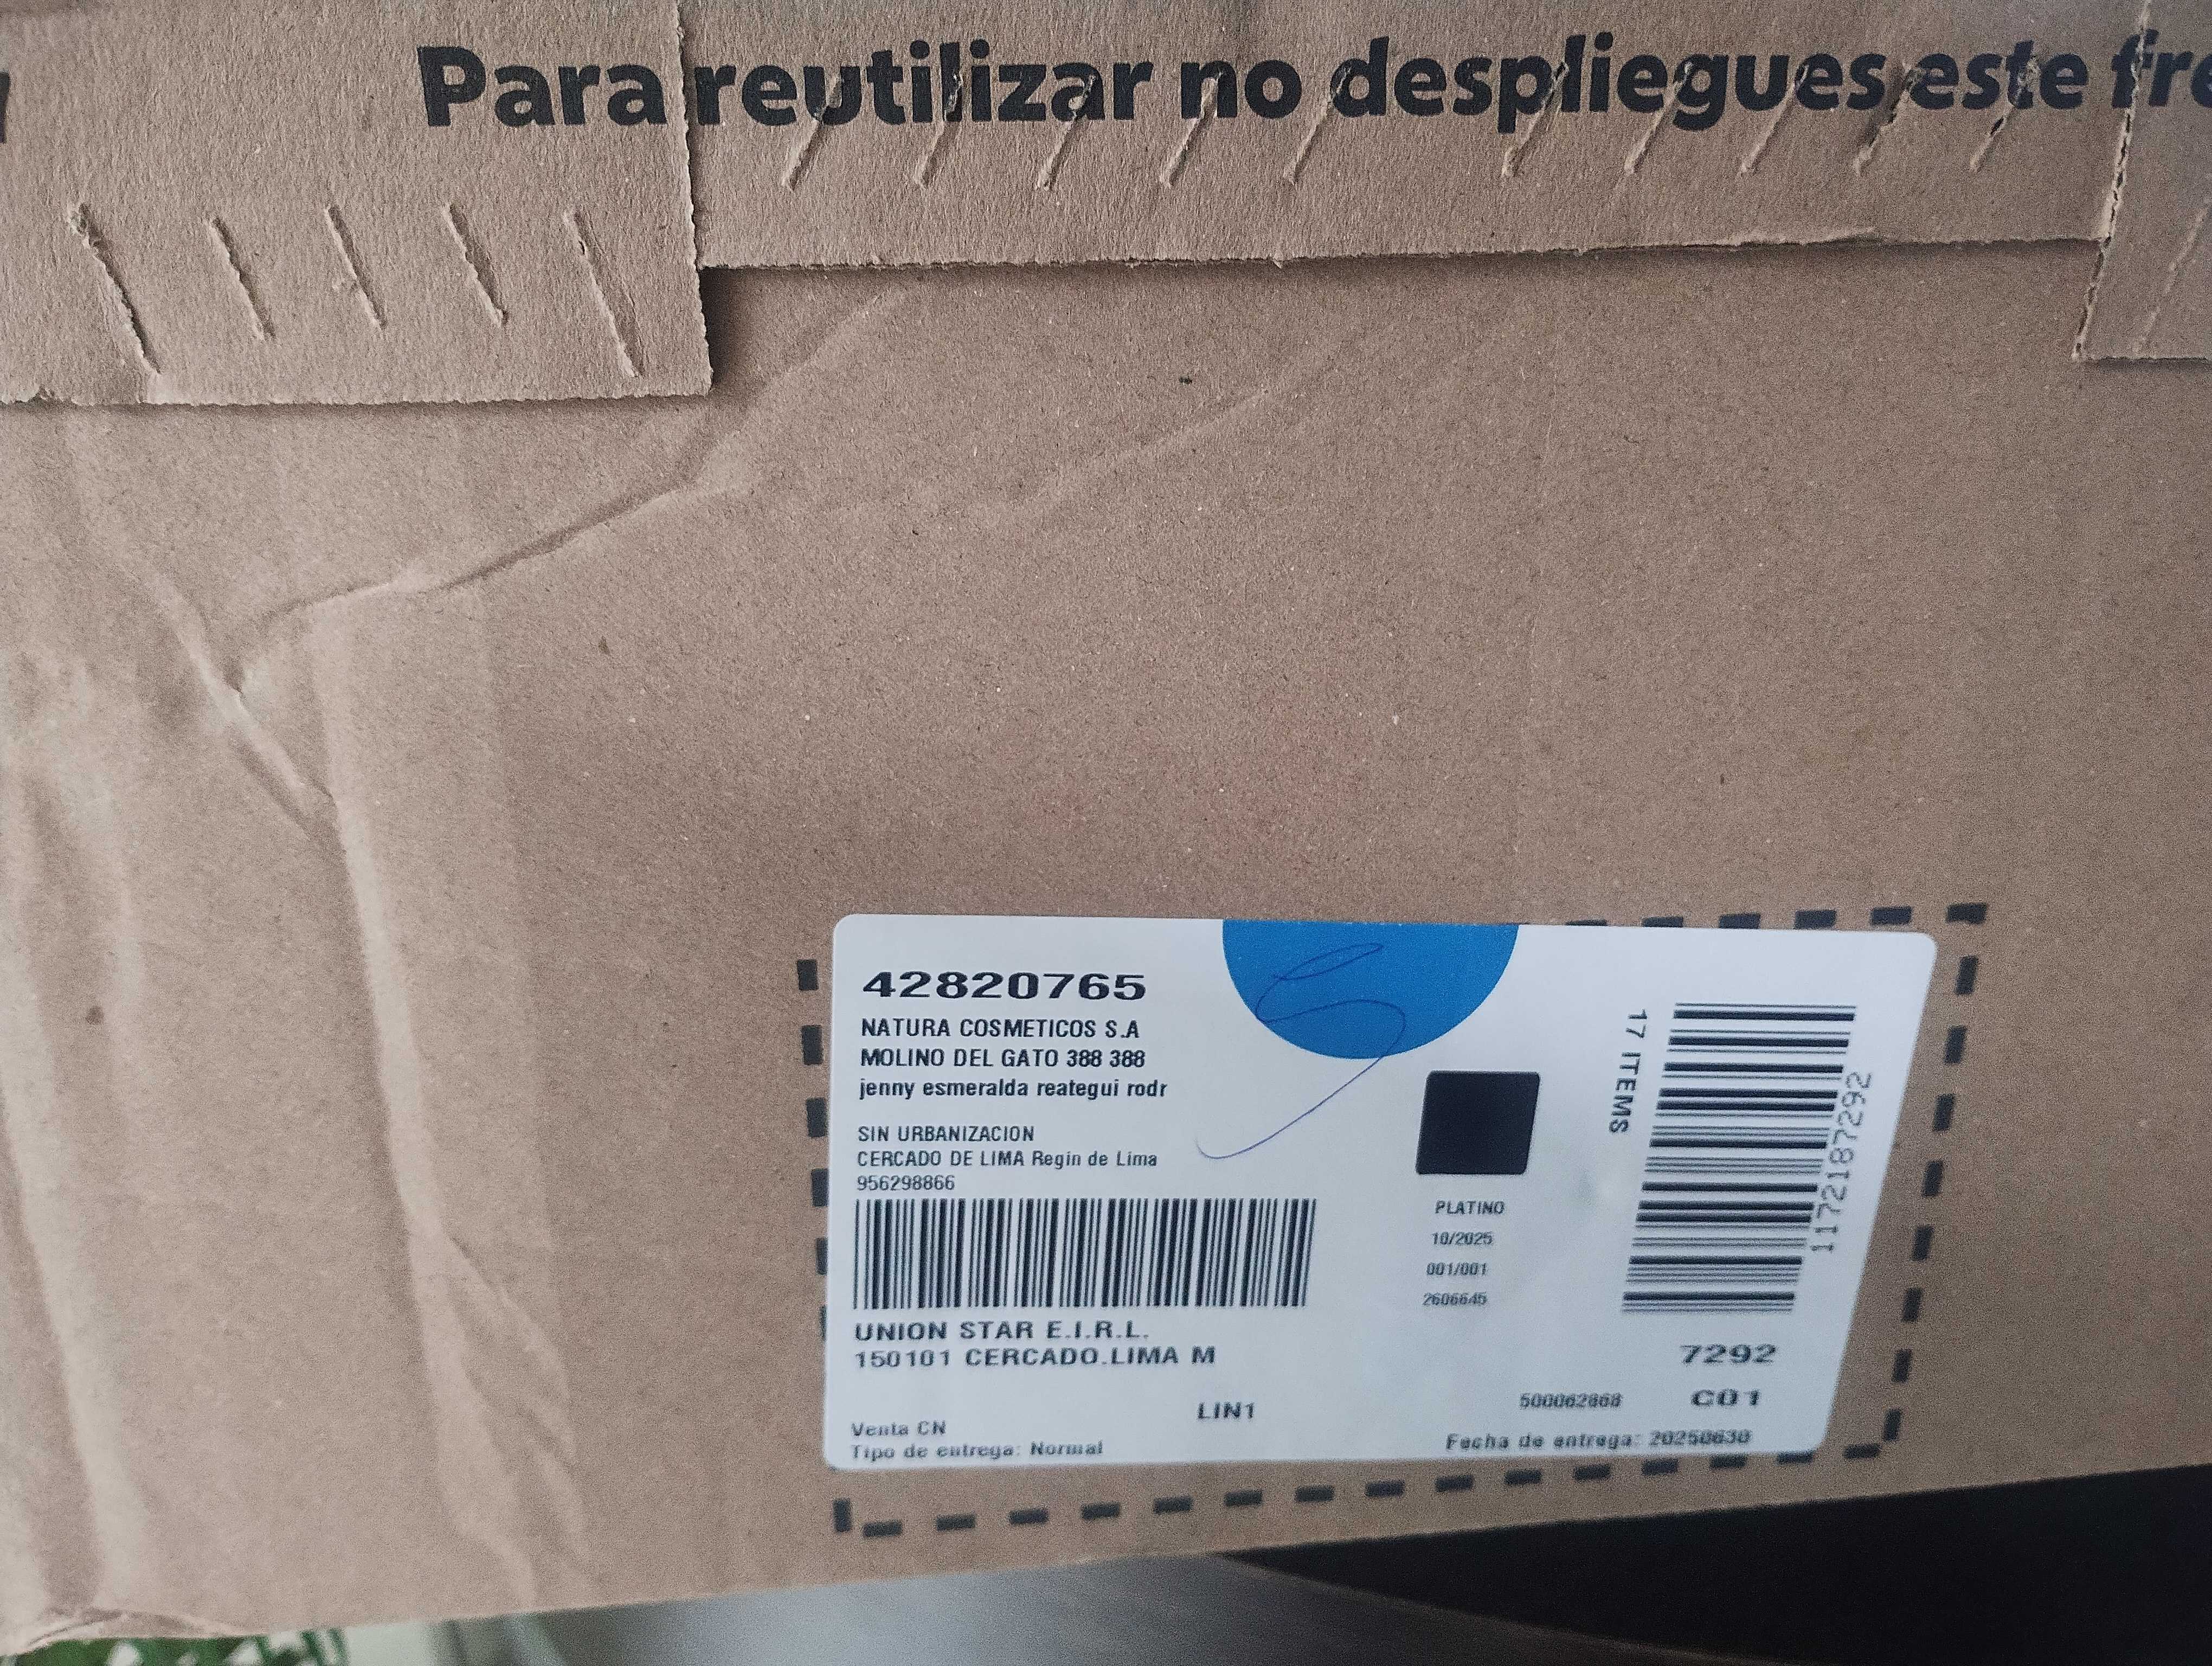 Para reutilizar no despliegues este fre
42820765
NATURA COSMETICOS S.A
MOLINO DEL GATO 388 388
jenny esmeralda reategui rodr
SIN URBANIZACION
CERCADO DE LIMA Regin de Lima
956298866
UNION STAR E.I.R.L.
150101 CERCADO.LIMA M
LIN1
Venta CN
Tipo de entrega: Normal
PLATINO
10/2025
001/001
2606645
17 ITEMS
1172187292
7292
500062868
C01
Fecha de entrega: 20250630